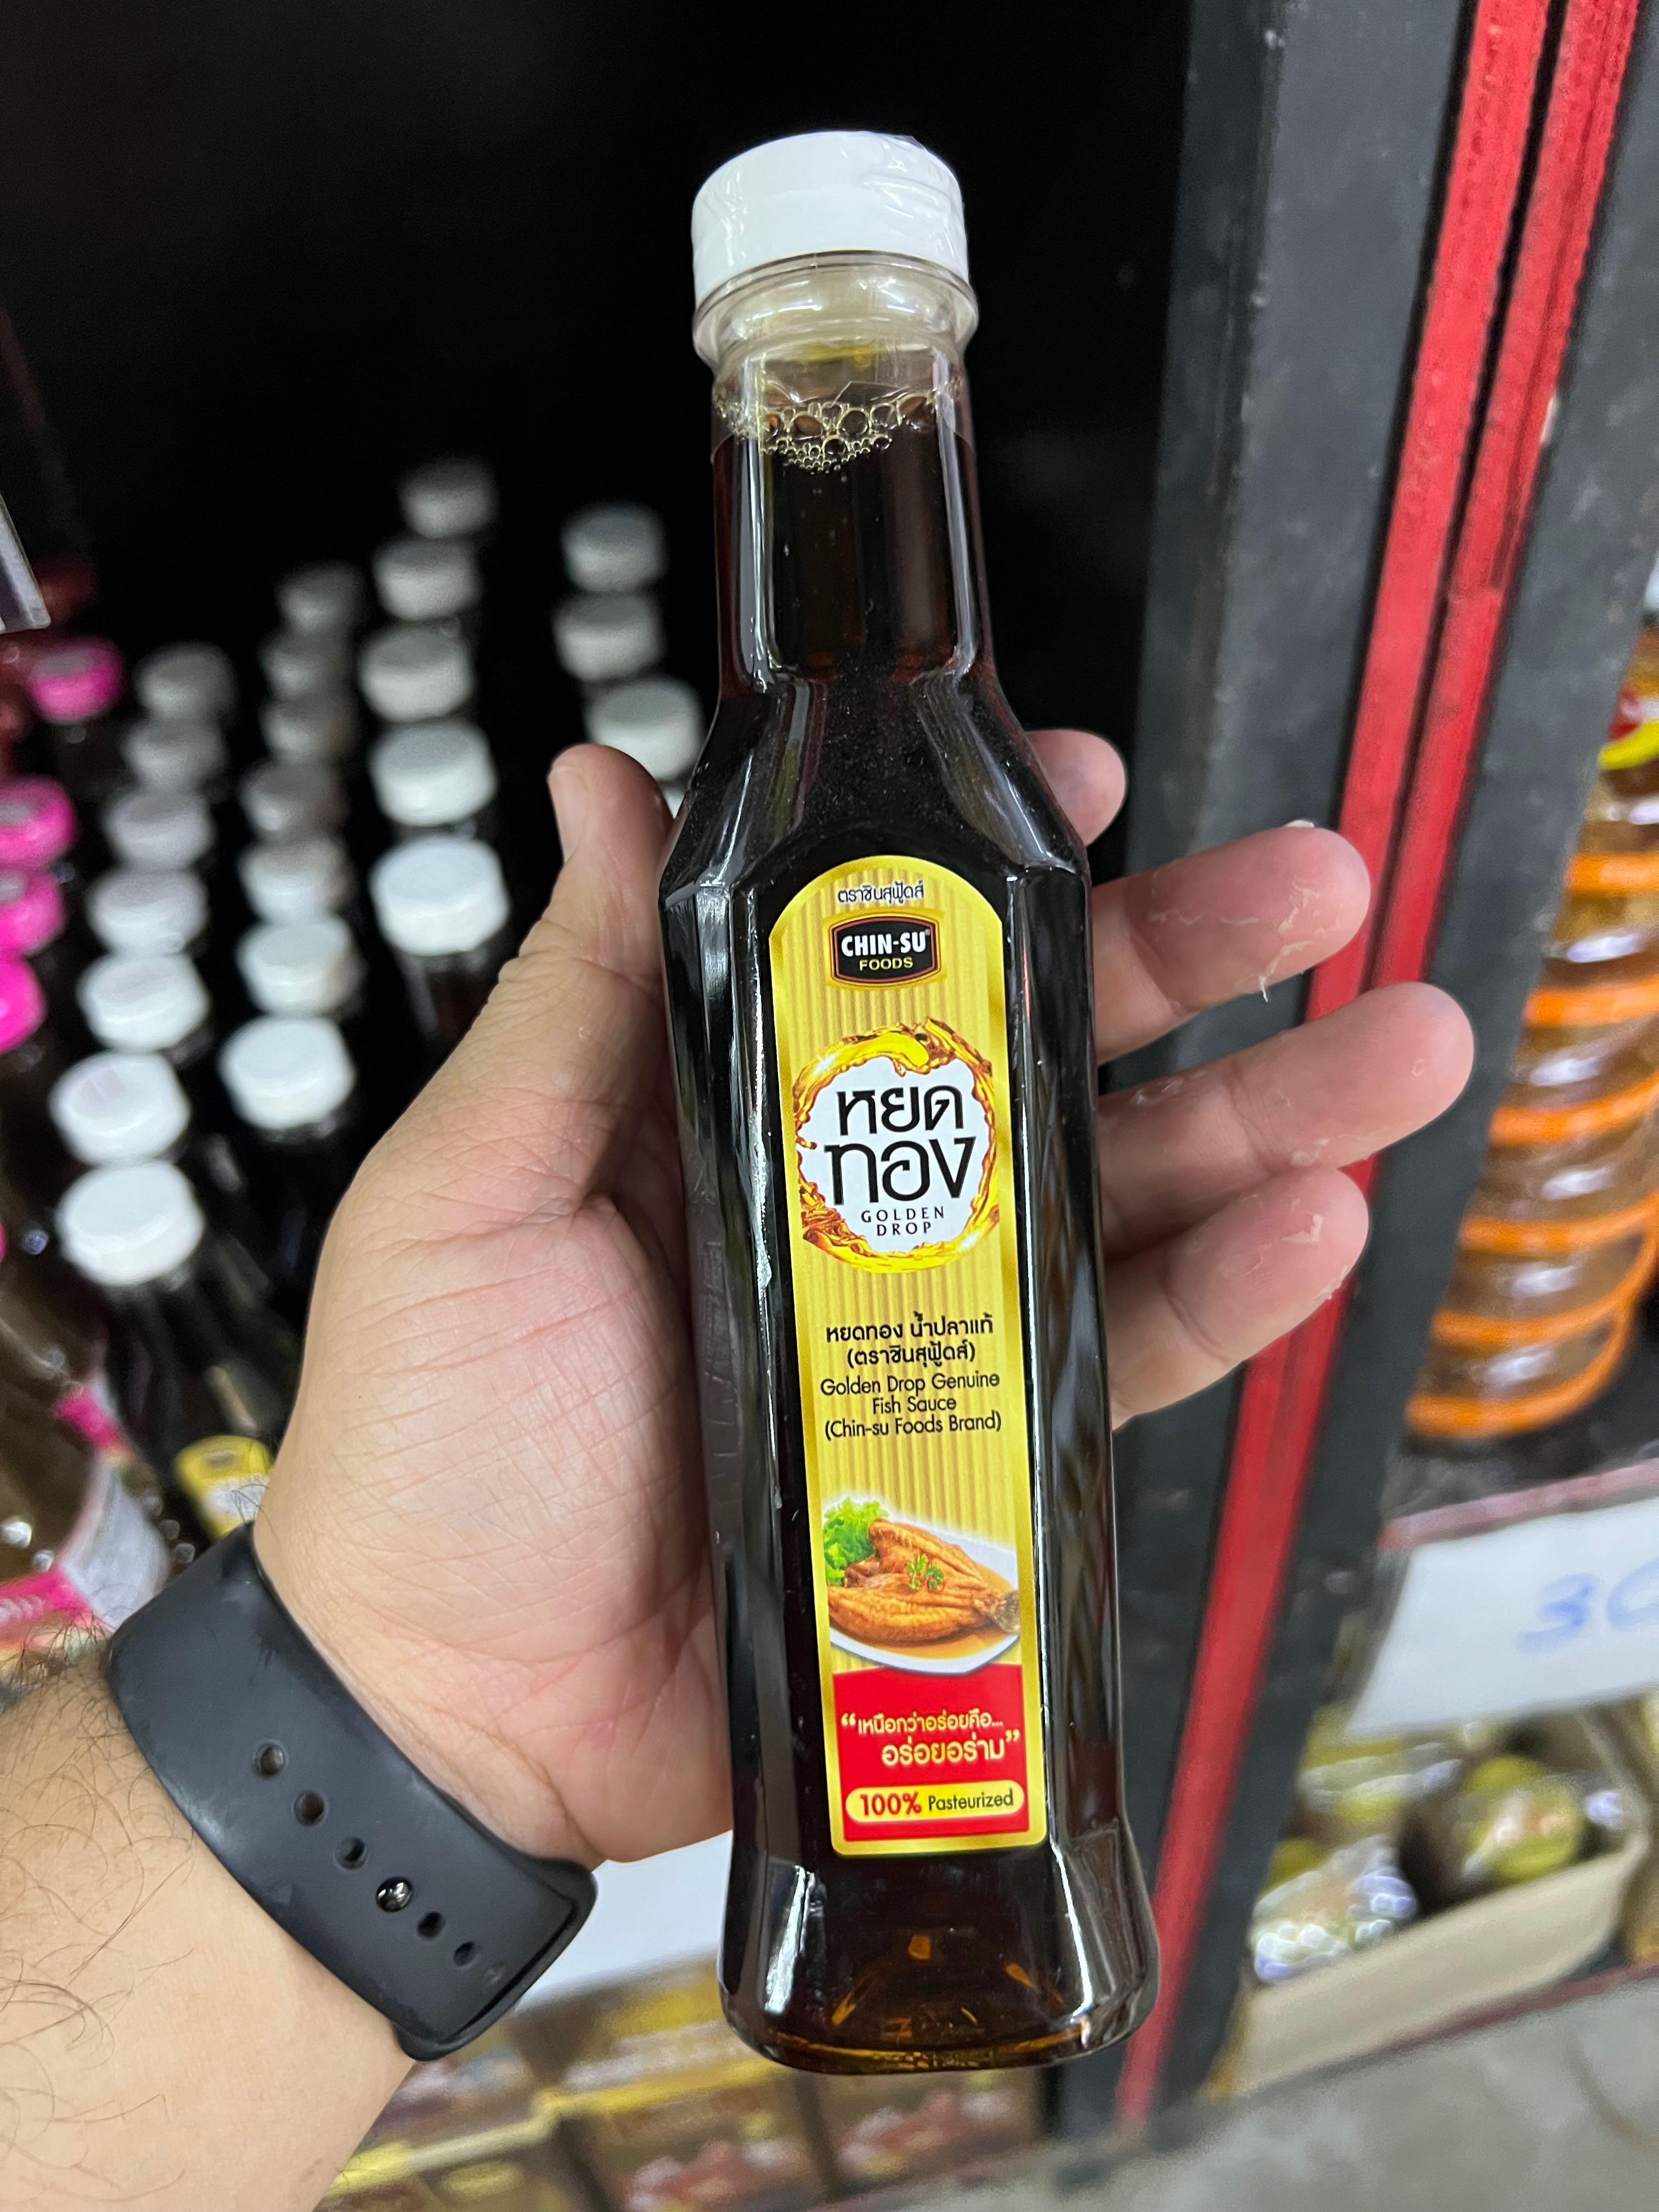 ตราชินสุฟู้ดส์
CHIN-SU®
FOODS
หยด
ทอง
GOLDEN
DROP
หยดทอง น้ำปลาแท้
(ตราชินสุฟู้ดส์)
Golden Drop Genuine
Fish Sauce
(Chin-su Foods Brand)
“เหนือกว่าอร่อยคือ...
อร่อยอร่าม”
100% Pasteurized